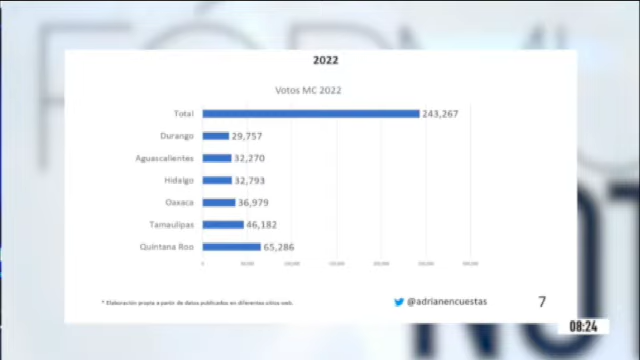 2022
Votos MC 2022
Total 243,267
Durango 29,757
Aguascalientes 32,270
Hidalgo 32,793
Oaxaca 36,979
Tamaulipas 46,182
Quintana Roo 65,286
* Elaboración propia a partir de datos publicados en diferentes sitios web.
@adrianencuestas
7
08:24